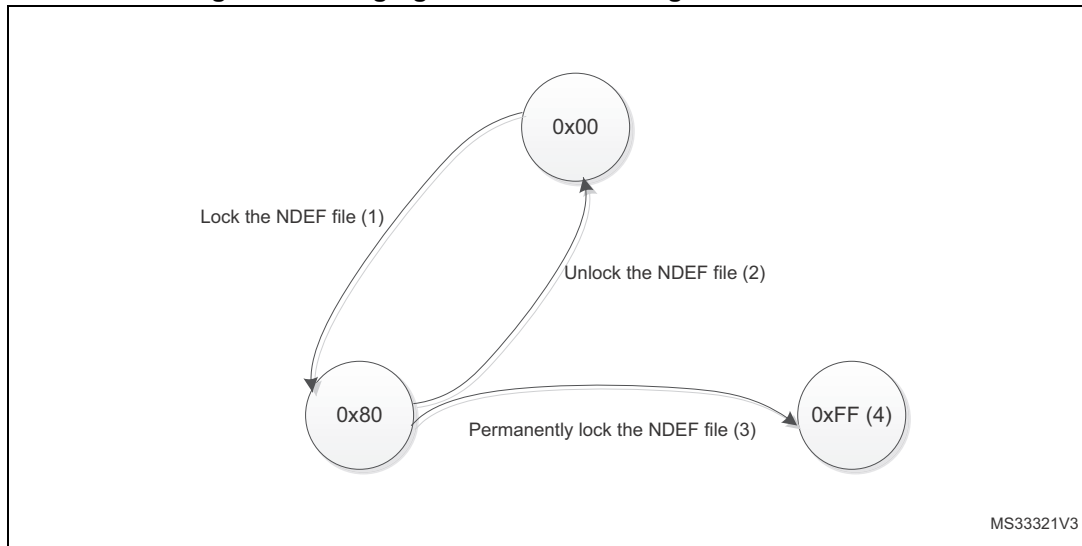 0x00
Lock the NDEF file (1)
Unlock the NDEF file (2)
0x80
0xFF (4)
Permanently lock the NDEF file (3)
MS33321V3